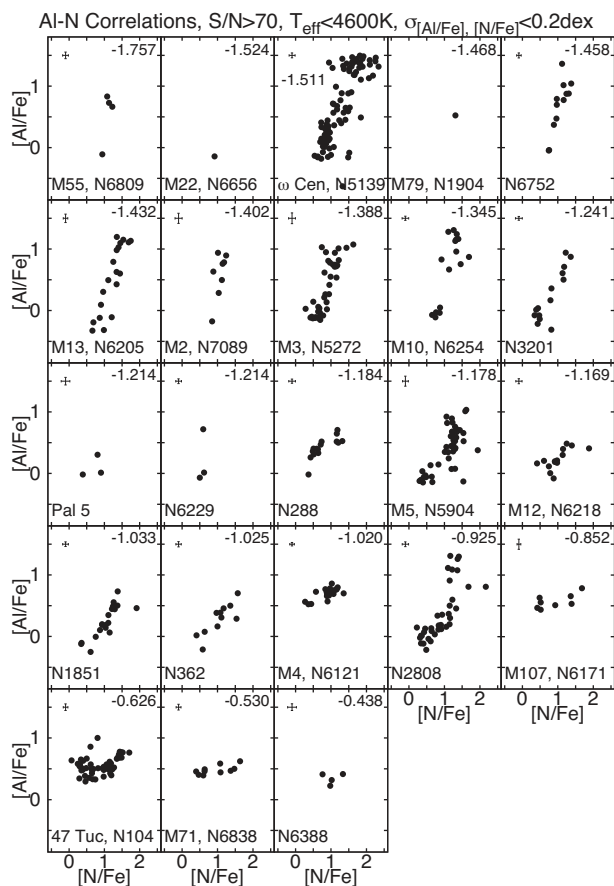 Al-N Correlations, S/N>70, Teff<4600K, σ[Al/Fe], [N/Fe]<0.2dex
-1.757 -1.524 -1.511 -1.468 -1.458
[Al/Fe] 1 0
M55, N6809 M22, N6656 ω Cen, N5139 M79, N1904 N6752
-1.432 -1.402 -1.388 -1.345 -1.241
[Al/Fe] 1 0
M13, N6205 M2, N7089 M3, N5272 M10, N6254 N3201
-1.214 -1.214 -1.184 -1.178 -1.169
[Al/Fe] 1 0
Pal 5 N6229 N288 M5, N5904 M12, N6218
-1.033 -1.025 -1.020 -0.925 -0.852
[Al/Fe] 1 0
N1851 N362 M4, N6121 N2808 M107, N6171
-0.626 -0.530 -0.438
[Al/Fe] 1 0
47 Tuc, N104 M71, N6838 N6388
0 1 2 0 1 2 0 1 2 0 1 2 0 1 2
[N/Fe] [N/Fe] [N/Fe] [N/Fe] [N/Fe]